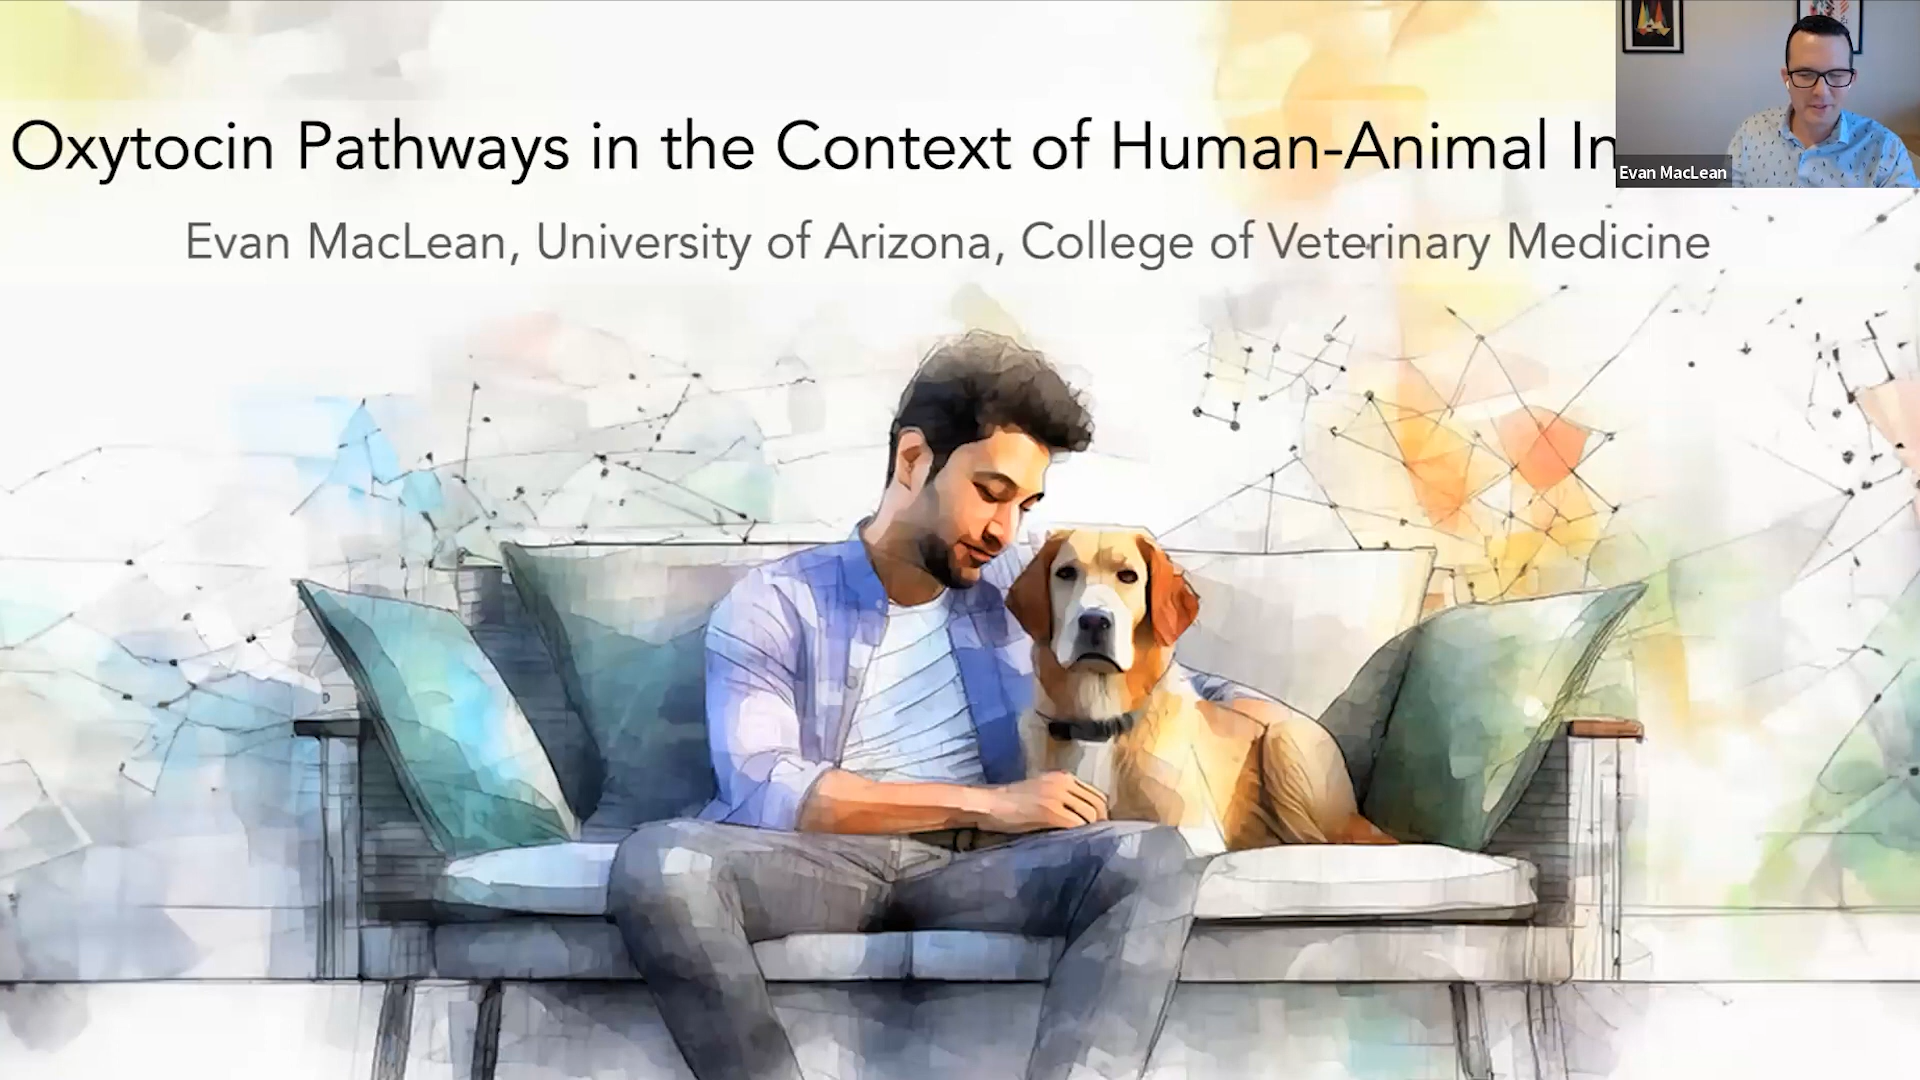 Oxytocin Pathways in the Context of Human-Animal In
Evan MacLean, University of Arizona, College of Veterinary Medicine
Evan MacLean